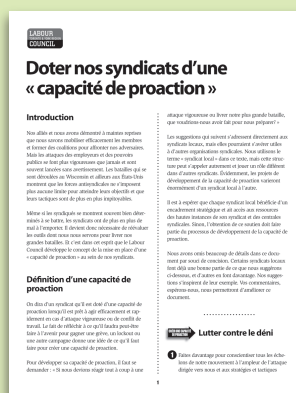 LABOUR
COUNCIL
Doter nos syndicats d'une
« capacité de proaction »
Introduction
Nos alliés et nous avons démontré à maintes reprises
que nous savons mobiliser efficacement les membres
et former des coalitions pour affronter nos adversaires.
Mais les attaques des employeurs et des pouvoirs
publics se font plus vigoureuses que jamais et sont
souvent lancées sans avertissement. Les batailles qui se
sont déroulées au Wisconsin et ailleurs aux États-Unis
montrent que les forces antisyndicales ne s'imposent
plus aucune limite pour atteindre leurs objectifs et que
leurs tactiques sont de plus en plus impitoyables.
Même si les syndicats se montrent souvent bien déter-
minés à se battre, les syndicats ont de plus en plus de
mal à l'emporter. Il devient donc nécessaire de réévaluer
les outils dont nous nous servons pour livrer nos
grandes batailles. Et c'est dans cet esprit que le Labour
Council développe le concept de la mise en place d'une
« capacité de proaction » au sein de nos syndicats.
Définition d'une capacité de
proaction
On dira d'un syndicat qu'il est doté d'une capacité de
proaction lorsqu'il est prêt à agir efficacement et rap-
idement en cas d'attaque vigoureuse ou de conflit de
travail. Le fait de réfléchir à ce qu'il faudra peut-être
faire à l'avenir pour gagner une grève, un lockout ou
une autre campagne donne une idée de ce qu'il faut
faire pour créer une capacité de proaction.
Pour développer sa capacité de proaction, il faut se
demander : « Si nous devions réagir tout à coup à une
attaque vigoureuse ou livrer notre plus grande bataille,
que voudrions-nous avoir fait pour nous préparer? »
Les suggestions qui suivent s'adressent directement aux
syndicats locaux, mais elles pourraient s'avérer utiles
à d'autres organisations syndicales. Nous utilisons le
terme « syndicat local » dans ce texte, mais cette struc-
ture peut s'appeler autrement et jouer un rôle différent
dans d'autres syndicats. Évidemment, les projets de
développement de la capacité de proaction varieront
énormément d'un syndicat local à l'autre.
Il est à espérer que chaque syndicat local bénéficie d'un
encadrement stratégique et ait accès aux ressources
des hautes instances de son syndicat et des centrales
syndicales. Sinon, l'obtention de ce soutien doit faire
partie du processus de développement de la capacité de
proaction.
Nous avons omis beaucoup de détails dans ce docu-
ment par souci de concision. Certains syndicats locaux
font déjà une bonne partie de ce que nous suggérons
ci-dessous, et d'autres en font davantage. Nos sugges-
tions s'inspirent de leur exemple. Vos commentaires,
espérons-nous, nous permettront d'améliorer ce
document.
Lutter contre le déni
1 Faites davantage pour conscientiser tous les éche-
lons de notre mouvement à l'ampleur de l'attaque
dirigée vers nous et aux stratégies et tactiques
1